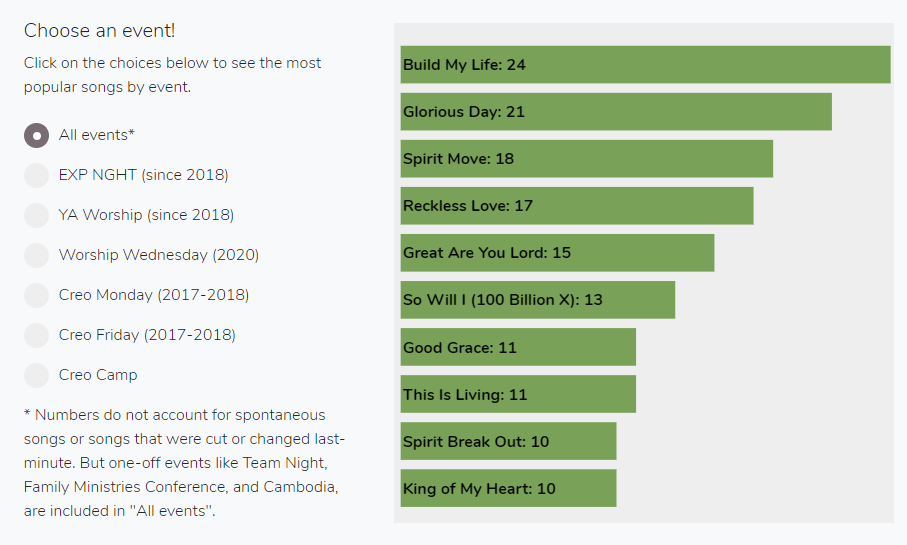 Choose an event!
Click on the choices below to see the most
popular songs by event.
All events*
EXP NGHT (since 2018)
YA Worship (since 2018)
Worship Wednesday (2020)
Creo Monday (2017-2018)
Creo Friday (2017-2018)
Creo Camp
* Numbers do not account for spontaneous
songs or songs that were cut or changed last-
minute. But one-off events like Team Night,
Family Ministries Conference, and Cambodia,
are included in "All events".
Build My Life: 24
Glorious Day: 21
Spirit Move: 18
Reckless Love: 17
Great Are You Lord: 15
So Will I (100 Billion X): 13
Good Grace: 11
This Is Living: 11
Spirit Break Out: 10
King of My Heart: 10